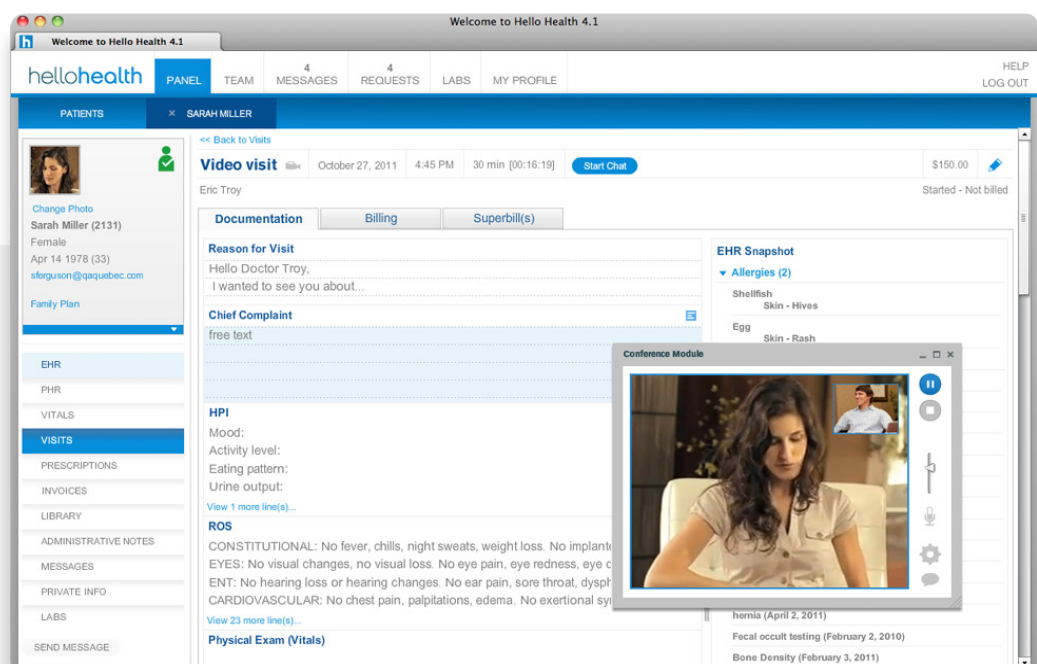 Welcome to Hello Health 4.1
h Welcome to Hello Health 4.1
hellohealth
PANEL
TEAM
4
MESSAGES
4
REQUESTS
LABS
MY PROFILE
HELP
LOG OUT
PATIENTS
× SARAH MILLER
Change Photo
Sarah Miller (2131)
Female
Apr 14 1978 (33)
sferguson@qaquebec.com
Family Plan
EHR
PHR
VITALS
VISITS
PRESCRIPTIONS
INVOICES
LIBRARY
ADMINISTRATIVE NOTES
MESSAGES
PRIVATE INFO
LABS
SEND MESSAGE
<< Back to Visits
Video visit October 27, 2011 4:45 PM 30 min [00:16:19] Start Chat $150.00
Eric Troy Started - Not billed
Documentation Billing Superbill(s)
Reason for Visit
Hello Doctor Troy,
I wanted to see you about...
Chief Complaint
free text
HPI
Mood:
Activity level:
Eating pattern:
Urine output:
View 1 more line(s)...
ROS
CONSTITUTIONAL: No fever, chills, night sweats, weight loss. No implante
EYES: No visual changes, no visual loss. No eye pain, eye redness, eye d
ENT: No hearing loss or hearing changes. No ear pain, sore throat, dysph
CARDIOVASCULAR: No chest pain, palpitations, edema. No exertional sy
View 23 more line(s)...
Physical Exam (Vitals)
EHR Snapshot
Allergies (2)
Shellfish
Skin - Hives
Egg
Skin - Rash
Conference Module
hernia (April 2, 2011)
Fecal occult testing (February 2, 2010)
Bone Density (February 3, 2011)